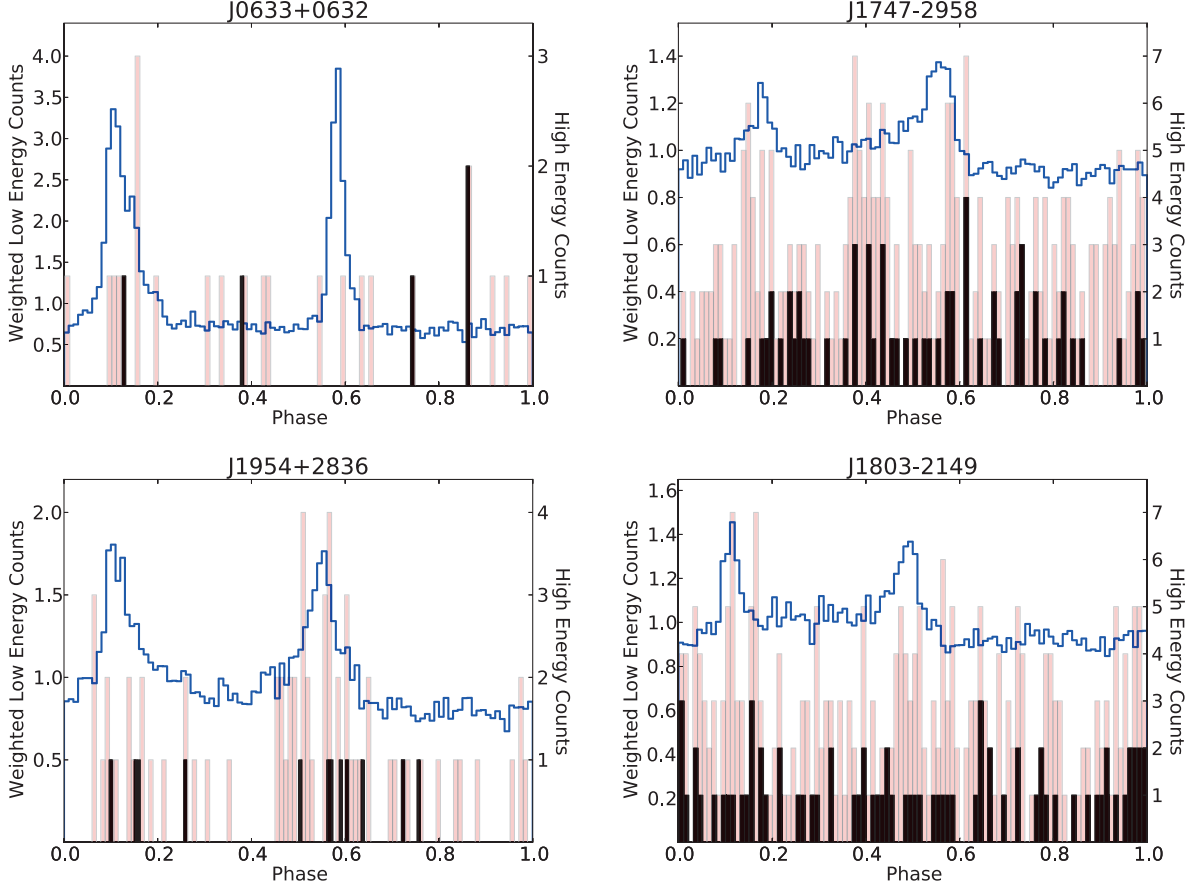 J0633+0632
Weighted Low Energy Counts
4.0
3.5
3.0
2.5
2.0
1.5
1.0
0.5
3
2
1
High Energy Counts
0.0 0.2 0.4 0.6 0.8 1.0
Phase
J1747-2958
Weighted Low Energy Counts
1.4
1.2
1.0
0.8
0.6
0.4
0.2
7
6
5
4
3
2
1
High Energy Counts
0.0 0.2 0.4 0.6 0.8 1.0
Phase
J1954+2836
Weighted Low Energy Counts
2.0
1.5
1.0
0.5
4
3
2
1
High Energy Counts
0.0 0.2 0.4 0.6 0.8 1.0
Phase
J1803-2149
Weighted Low Energy Counts
1.6
1.4
1.2
1.0
0.8
0.6
0.4
0.2
7
6
5
4
3
2
1
High Energy Counts
0.0 0.2 0.4 0.6 0.8 1.0
Phase